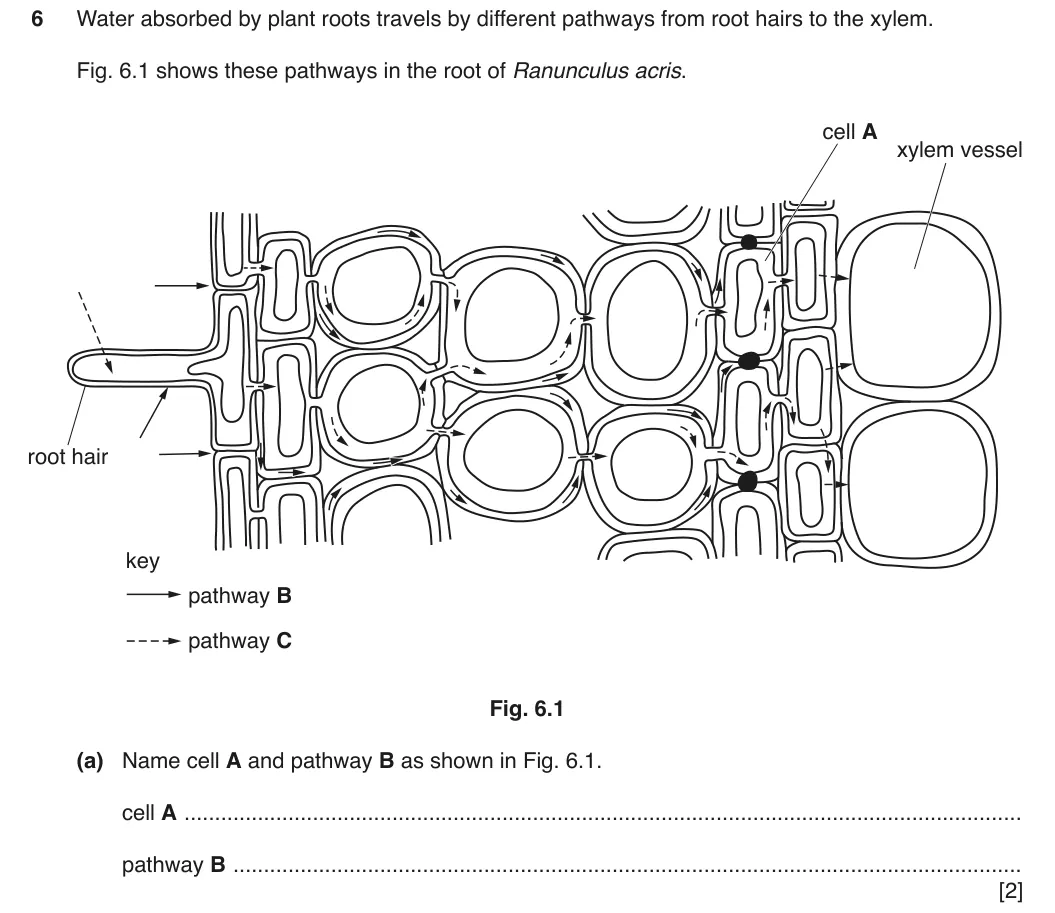 6 Water absorbed by plant roots travels by different pathways from root hairs to the xylem.
Fig. 6.1 shows these pathways in the root of Ranunculus acris.
cell A
xylem vessel
root hair
key
pathway B
pathway C
Fig. 6.1
(a) Name cell A and pathway B as shown in Fig. 6.1.
cell A ..........................................................................................................................................
pathway B ..................................................................................................................................
[2]